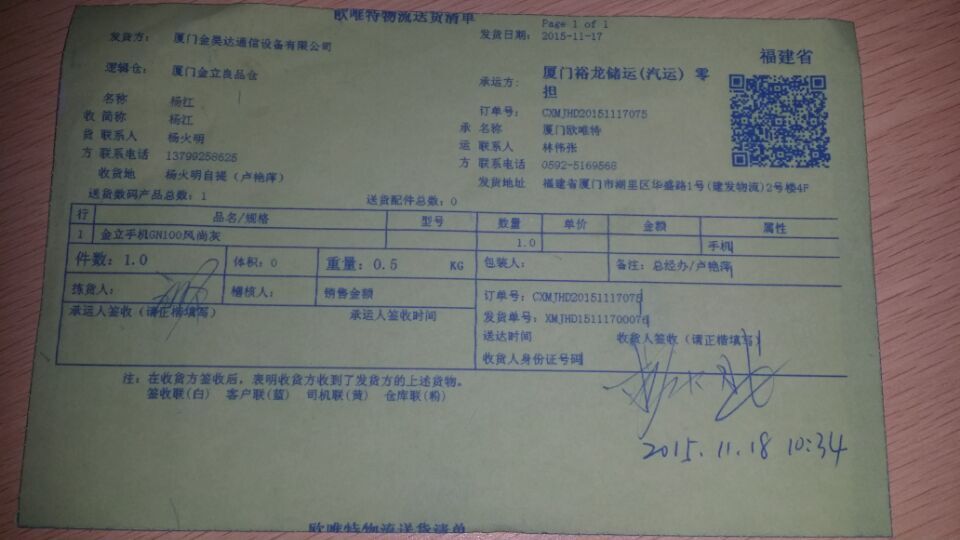 欧唯特物流送货清单
Page 1 of 1
发货方： 厦门金昊达通信设备有限公司 发货日期： 2015-11-17
福建省
逻辑仓： 厦门金立良品仓 承运方： 厦门裕龙储运(汽运) 零担
名称 杨江 订单号： CXMJHD20151117075
收 简称 杨江 承 名称 厦门欧唯特
货 联系人 杨火明 运 联系人 林伟张
方 联系电话 13799258625 方 联系电话 0592-5169568
收货地 杨火明自提（卢艳萍） 发货地址 福建省厦门市湖里区华盛路1号(建发物流)2号楼4F
送货数码产品总数：1 送货配件总数：0
行 品名/规格 型号 数量 单价 金额 属性
1 金立手机GN100风尚灰 1.0 手机
件数：1.0 体积：0 重量：0.5 KG 包装人： 备注：总经办/卢艳萍
拣货人： 稽核人： 销售金额 订单号：CXMJHD20151117075
承运人签收（请正楷填写） 承运人签收时间 发货单号：XMJHD15111700075
送达时间 收货人签收（请正楷填写）
收货人身份证号码
注：在收货方签收后，表明收货方收到了发货方的上述货物。
签收联(白) 客户联(蓝) 司机联(黄) 仓库联(粉)
2015.11.18 10:34
欧唯特物流送货清单